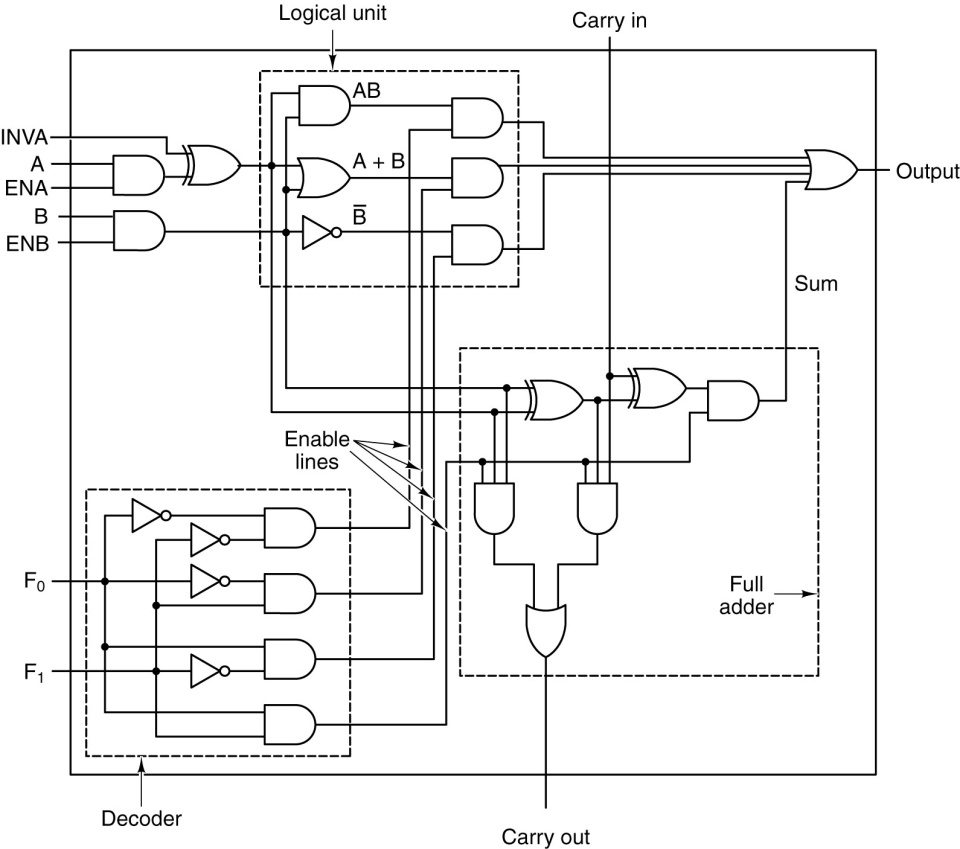 Logical unit
Carry in
INVA
A
ENA
B
ENB
AB
A + B
B̅
Output
Sum
Enable
lines
F₀
F₁
Full
adder
Decoder
Carry out